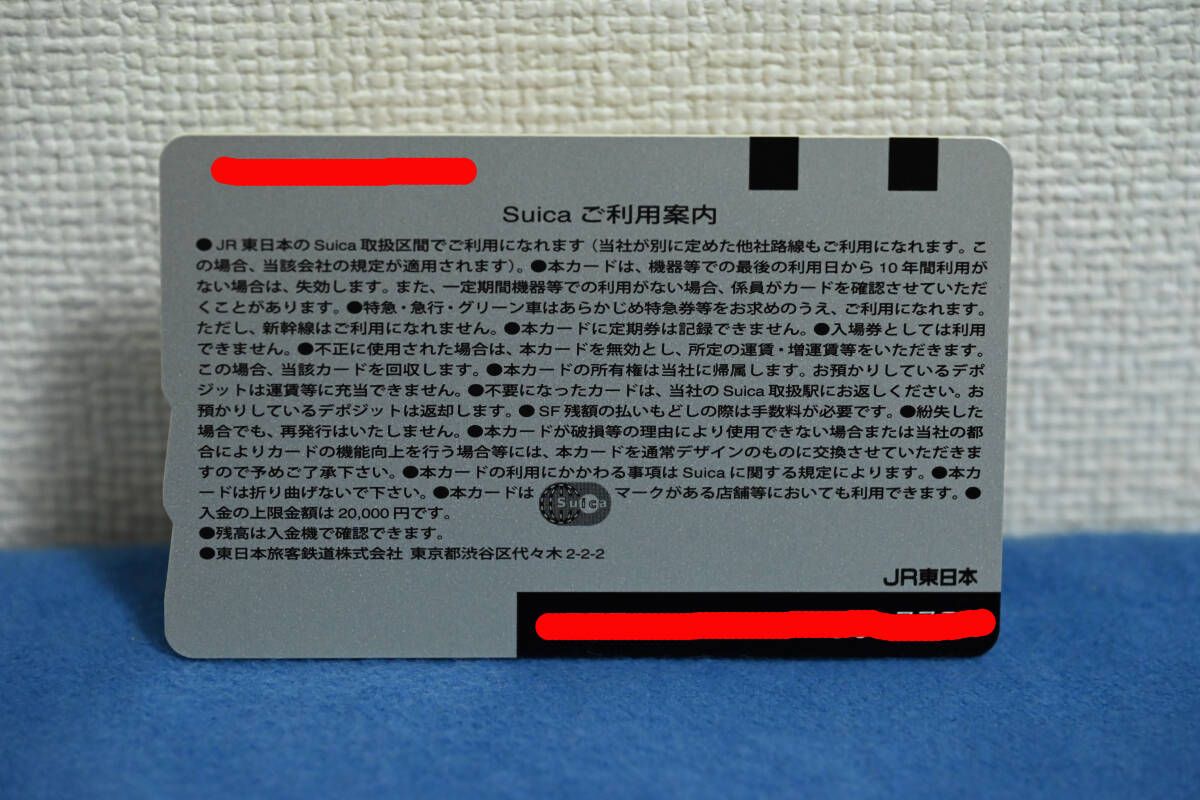 Suica ご利用案内
●JR東日本のSuica取扱区間でご利用になれます（当社が別に定めた他社路線もご利用になれます。こ
の場合、当該会社の規定が適用されます）。●本カードは、機器等での最後の利用日から10年間利用が
ない場合は、失効します。また、一定期間機器等での利用がない場合、係員がカードを確認させていただ
くことがあります。●特急・急行・グリーン車はあらかじめ特急券等をお求めのうえ、ご利用になれます。
ただし、新幹線はご利用になれません。●本カードに定期券は記録できません。●入場券としては利用
できません。●不正に使用された場合は、本カードを無効とし、所定の運賃・増運賃等をいただきます。
この場合、当該カードを回収します。●本カードの所有権は当社に帰属します。お預かりしているデポ
ジットは運賃等に充当できません。●不要になったカードは、当社のSuica取扱駅にお返しください。お
預かりしているデポジットは返却します。●SF残額の払いもどしの際は手数料が必要です。●紛失した
場合でも、再発行はいたしません。●本カードが破損等の理由により使用できない場合または当社の都
合によりカードの機能向上を行う場合等には、本カードを通常デザインのものに交換させていただきま
すので予めご了承下さい。●本カードの利用にかかわる事項はSuicaに関する規定によります。●本カ
ードは折り曲げないで下さい。●本カードは Suica マークがある店舗等においても利用できます。●
入金の上限金額は20,000円です。
●残高は入金機で確認できます。
●東日本旅客鉄道株式会社 東京都渋谷区代々木2-2-2
JR東日本